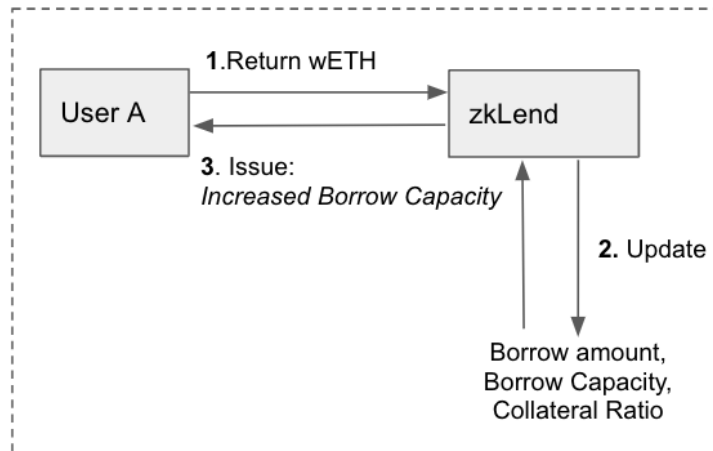 1.Return wETH
User A
zkLend
3. Issue:
Increased Borrow Capacity
2. Update
Borrow amount,
Borrow Capacity,
Collateral Ratio